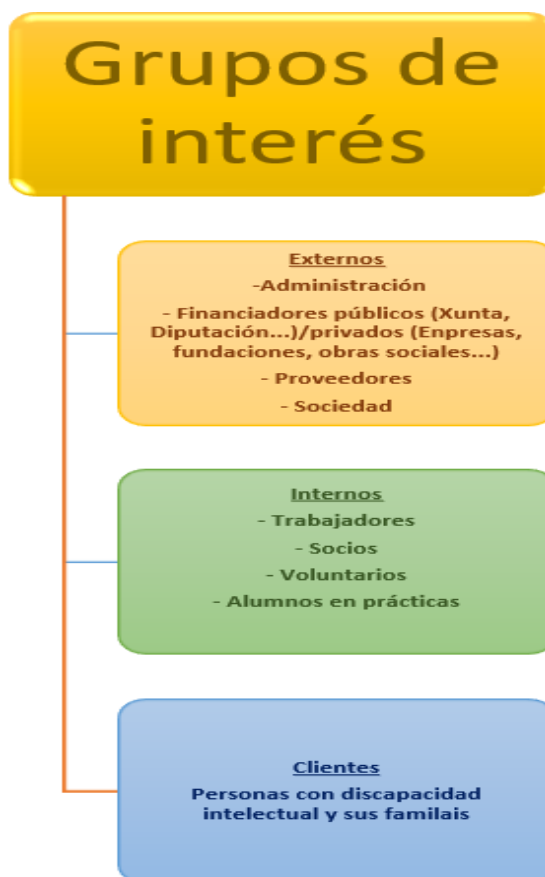 Grupos de
interés
Externos
-Administración
- Financiadores públicos (Xunta,
Diputación...)/privados (Enpresas,
fundaciones, obras sociales...)
- Proveedores
- Sociedad
Internos
- Trabajadores
- Socios
- Voluntarios
- Alumnos en prácticas
Clientes
Personas con discapacidad
intelectual y sus familais